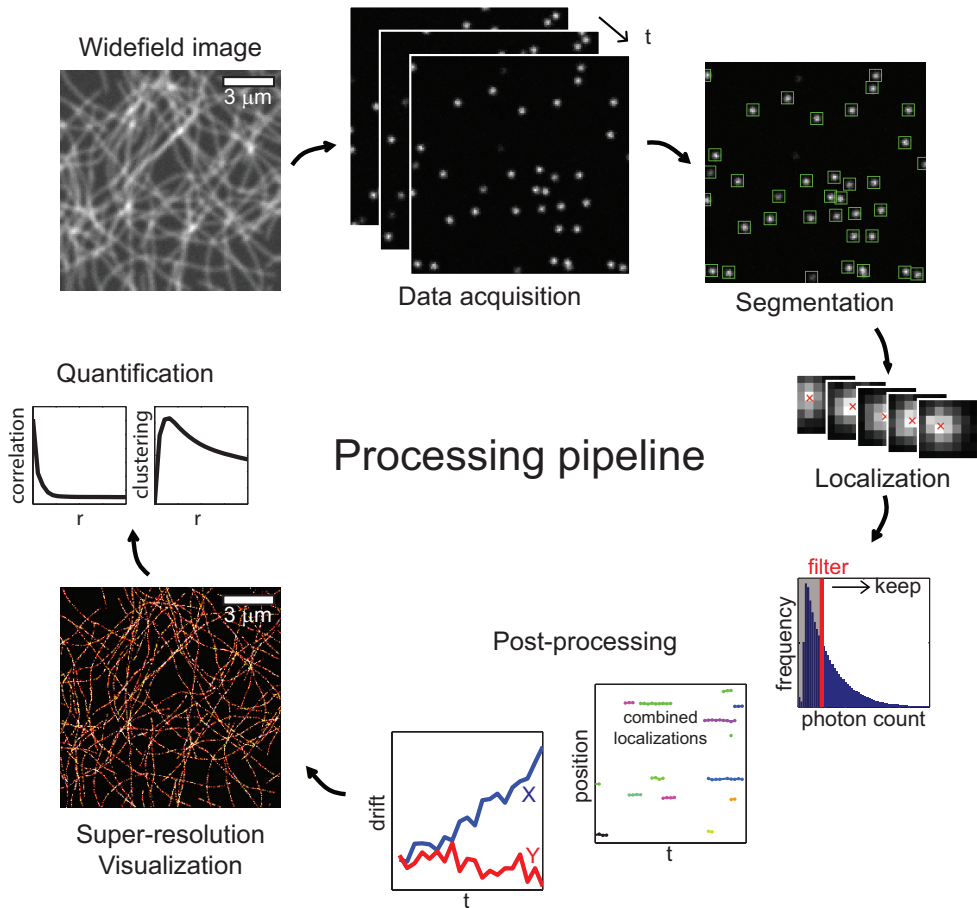 Widefield image
3 μm
t
Data acquisition
Segmentation
Quantification
correlation
r
clustering
r
Processing pipeline
Localization
filter
keep
frequency
photon count
Post-processing
combined
localizations
position
t
X
Y
drift
t
3 μm
Super-resolution
Visualization